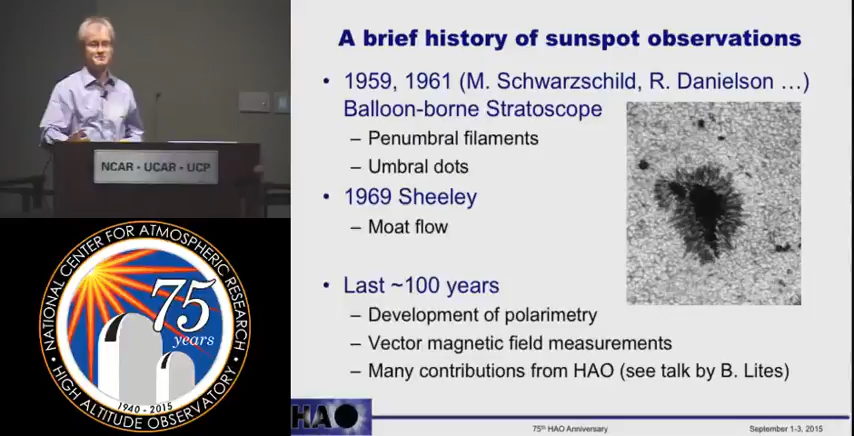 NCAR • UCAR • UCP
NATIONAL CENTER FOR ATMOSPHERIC RESEARCH
75
years
1940 - 2015
• HIGH ALTITUDE OBSERVATORY •
A brief history of sunspot observations
• 1959, 1961 (M. Schwarzschild, R. Danielson …)
Balloon-borne Stratoscope
– Penumbral filaments
– Umbral dots
• 1969 Sheeley
– Moat flow
• Last ~100 years
– Development of polarimetry
– Vector magnetic field measurements
– Many contributions from HAO (see talk by B. Lites)
HAO
75th HAO Anniversary
September 1-3, 2015